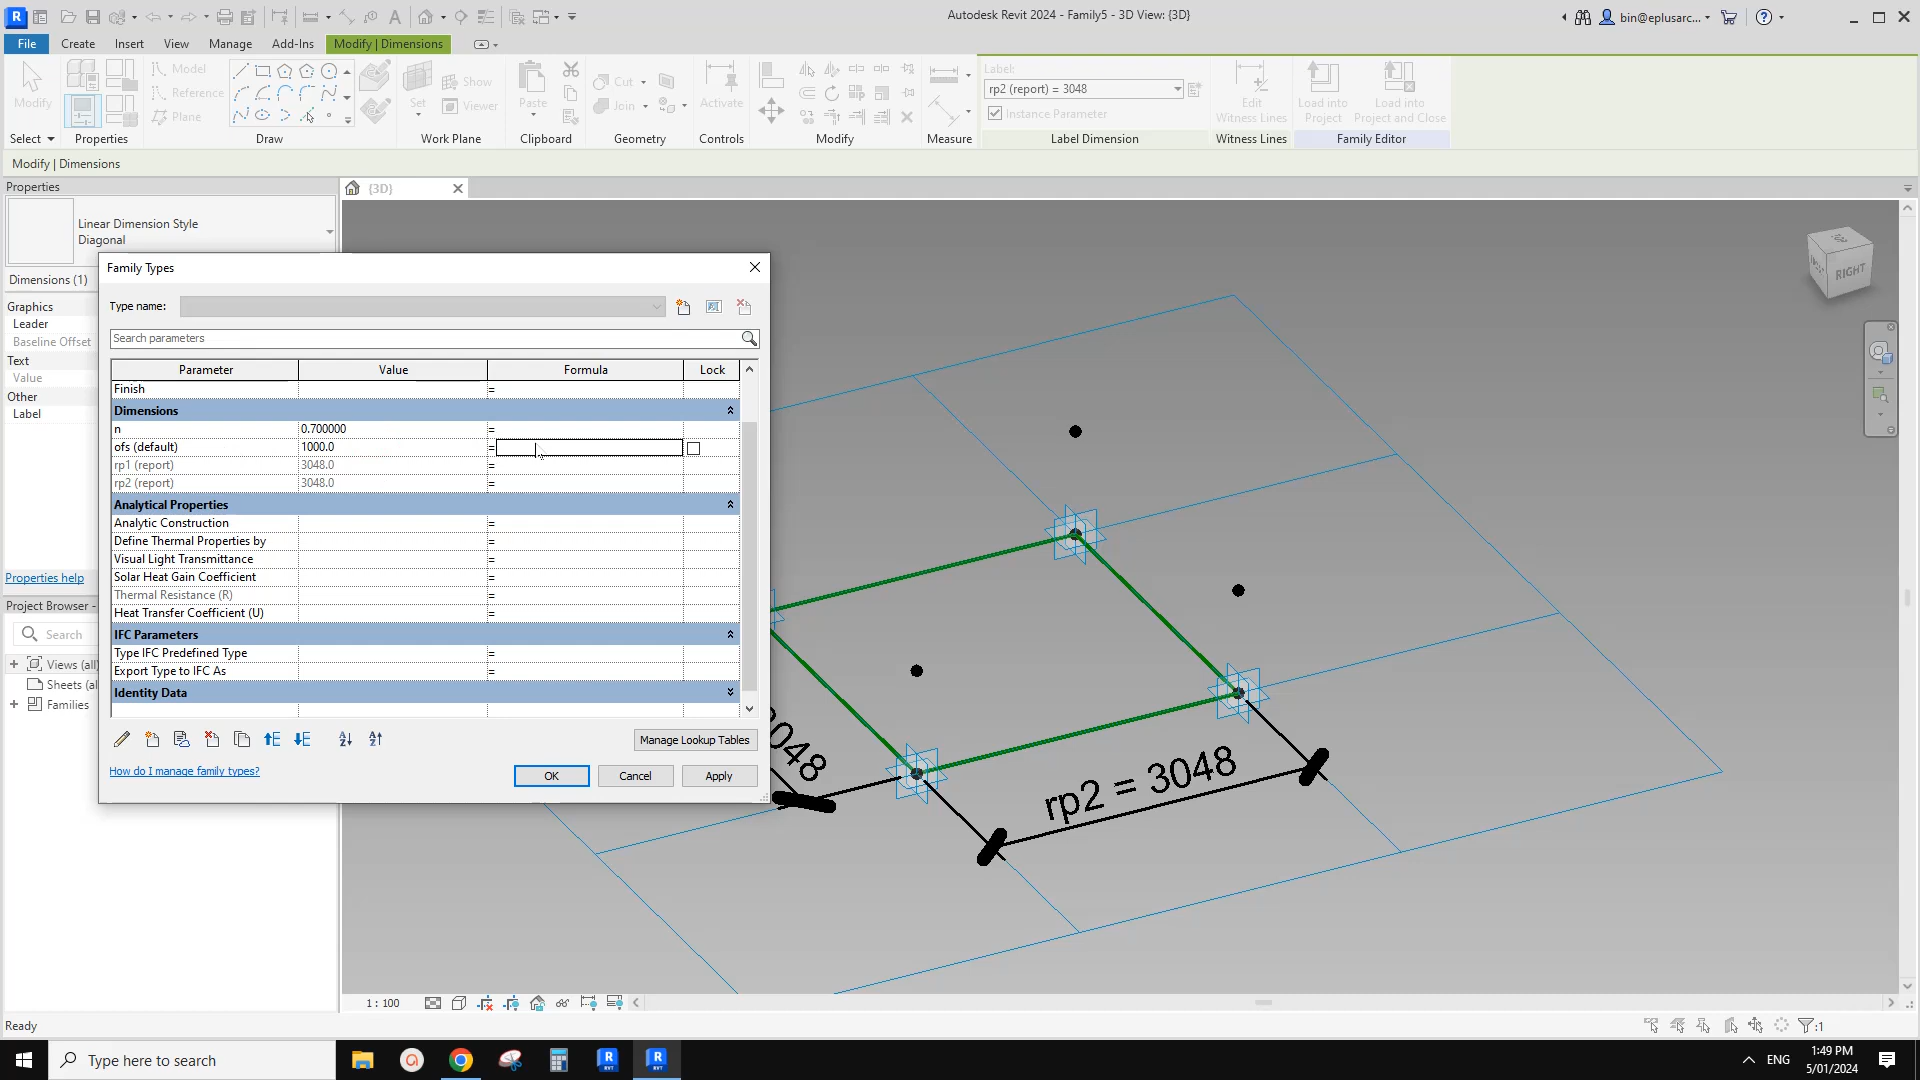 Autodesk Revit 2024 - Family5 - 3D View: {3D}
bin@eplusarc...
File
Create
Insert
View
Manage
Add-Ins
Modify | Dimensions
Modify
Model
Reference
Plane
Set
Show
Viewer
Paste
Cut
Join
Activate
Label:
rp2 (report) = 3048
Instance Parameter
Edit
Witness Lines
Load into
Project
Load into
Project and Close
Select
Properties
Draw
Work Plane
Clipboard
Geometry
Controls
Modify
Measure
Label Dimension
Witness Lines
Family Editor
Modify | Dimensions
Properties
{3D}
Linear Dimension Style
Diagonal
Dimensions (1)
Graphics
Leader
Baseline Offset
Text
Value
Other
Label
Properties help
Project Browser -
Search
Views (all)
Sheets (al
Families
Family Types
Type name:
Search parameters
Parameter
Value
Formula
Lock
Finish =
Dimensions
n 0.700000 =
ofs (default) 1000.0 =
rp1 (report) 3048.0 =
rp2 (report) 3048.0 =
Analytical Properties
Analytic Construction =
Define Thermal Properties by =
Visual Light Transmittance =
Solar Heat Gain Coefficient =
Thermal Resistance (R) =
Heat Transfer Coefficient (U) =
IFC Parameters
Type IFC Predefined Type =
Export Type to IFC As =
Identity Data
Manage Lookup Tables
How do I manage family types?
OK
Cancel
Apply
RIGHT
3048
rp2 = 3048
1 : 100
Ready
:1
Type here to search
ENG
1:49 PM
5/01/2024